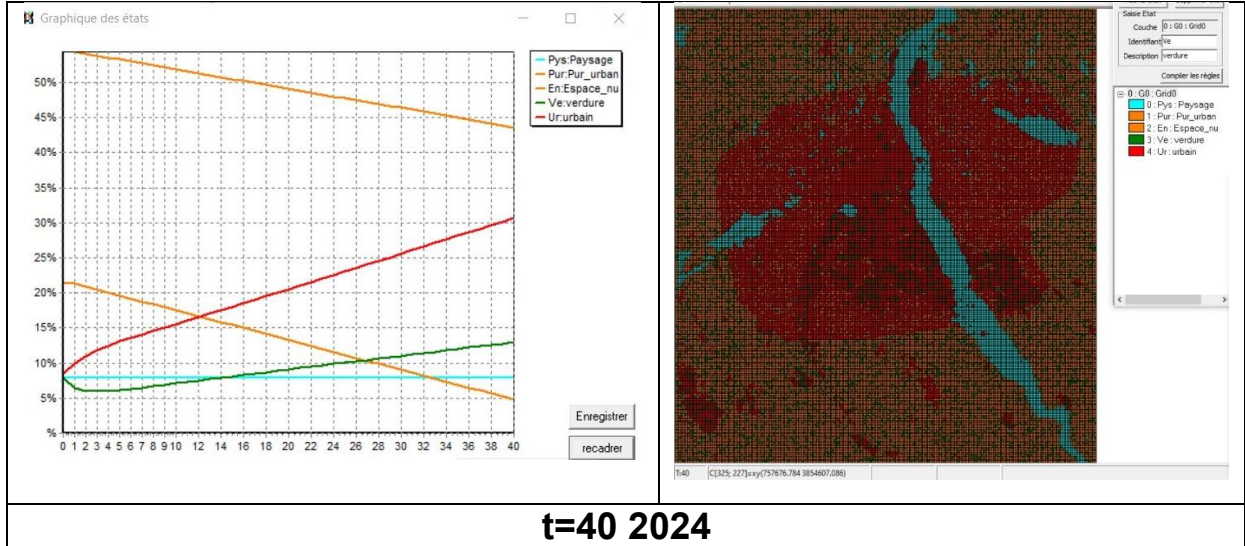 Graphique des états
Pys:Paysage
Pur:Pur_urban
En:Espace_nu
Ve:verdure
Ur:urbain
50%
45%
40%
35%
30%
25%
20%
15%
10%
5%
%
0 1 2 3 4 5 6 7 8 9 10 12 14 16 18 20 22 24 26 28 30 32 34 36 38 40
Enregistrer
recadrer
Saisie Etat
Couche 0 : G0 : Grid0
Identifiant Ve
Description verdure
Compiler les règles
0 : G0 : Grid0
0 : Pys : Paysage
1 : Pur : Pur_urban
2 : En : Espace_nu
3 : Ve : verdure
4 : Ur : urbain
T:40 C[325; 227]=xy(757676.784 3854607.086)
t=40 2024